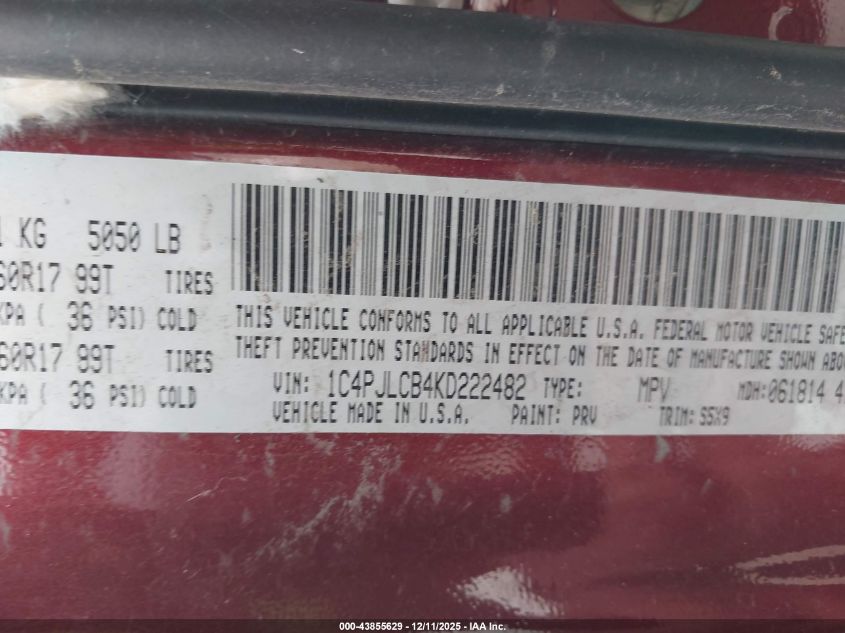 KG 5050 LB
60R17 99T TIRES
KPA ( 36 PSI) COLD
60R17 99T TIRES
KPA ( 36 PSI) COLD
THIS VEHICLE CONFORMS TO ALL APPLICABLE U.S.A. FEDERAL MOTOR VEHICLE SAFE
THEFT PREVENTION STANDARDS IN EFFECT ON THE DATE OF MANUFACTURE SHOWN ABO
VIN: 1C4PJLCB4KD222482 TYPE: MPV MDH:061814 4
VEHICLE MADE IN U.S.A. PAINT: PRV TRIM: S5X9
000-43855629 - 12/11/2025 - IAA Inc.